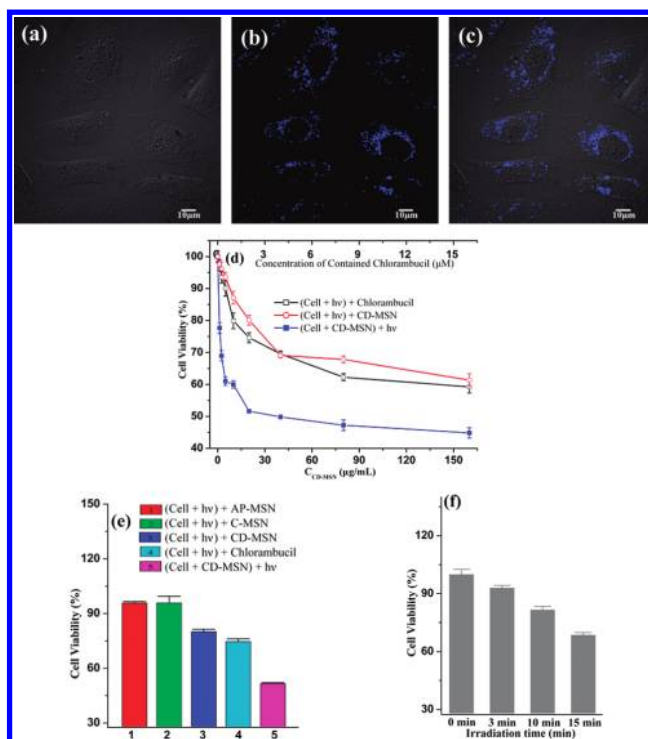 (a)
(b)
(c)
10µm
10µm
10µm
0 3 6 9 12 15
(d)
Concentration of Contained Chlorambucil (µM)
(Cell + hν) + Chlorambucil
(Cell + hν) + CD-MSN
(Cell + CD-MSN) + hν
Cell Viability (%)
100
90
80
70
60
50
40
0 30 60 90 120 150
C CD-MSN (µg/mL)
(e)
1 (Cell + hν) + AP-MSN
2 (Cell + hν) + C-MSN
3 (Cell + hν) + CD-MSN
4 (Cell + hν) + Chlorambucil
5 (Cell + CD-MSN) + hν
Cell Viability (%)
150
120
90
60
30
1 2 3 4 5
(f)
Cell Viability (%)
120
90
60
30
0 min 3 min 10 min 15 min
Irradiation time (min)